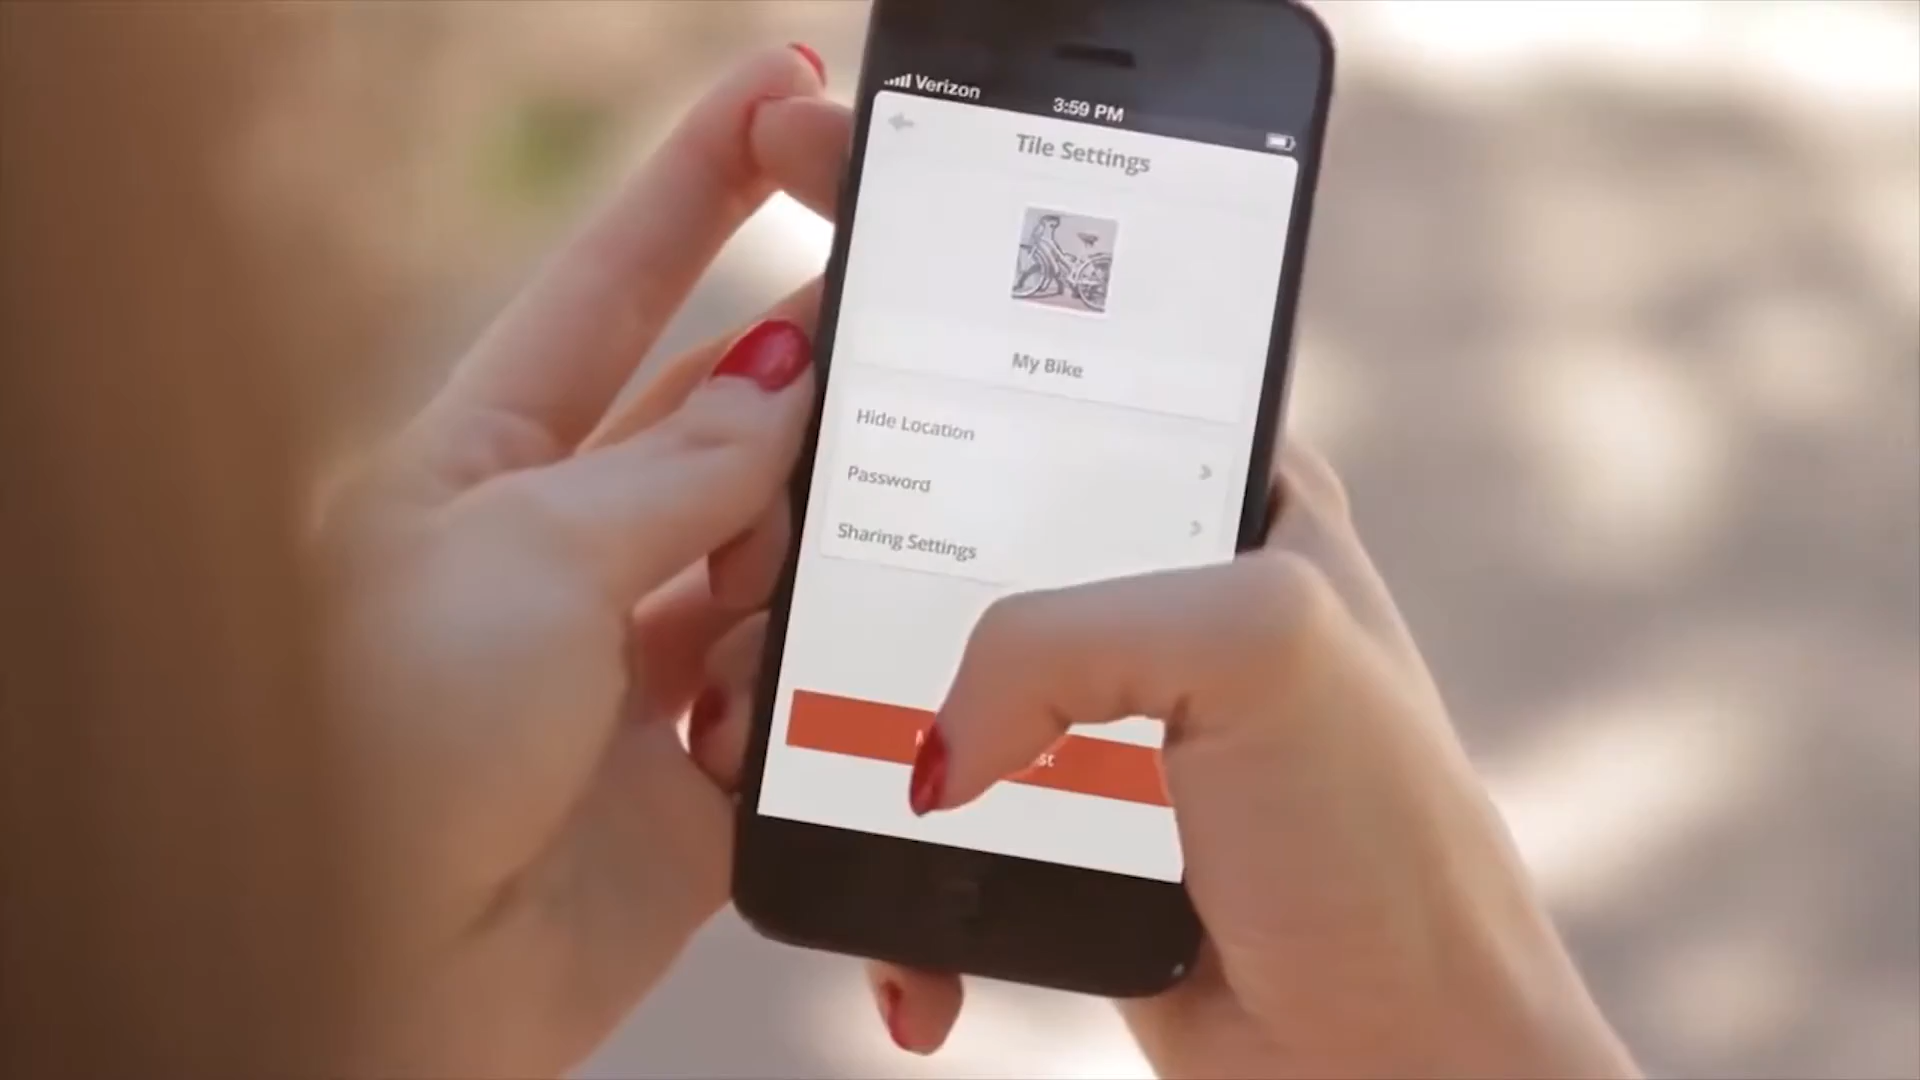 Verizon
3:59 PM
Tile Settings
My Bike
Hide Location
Password
Sharing Settings